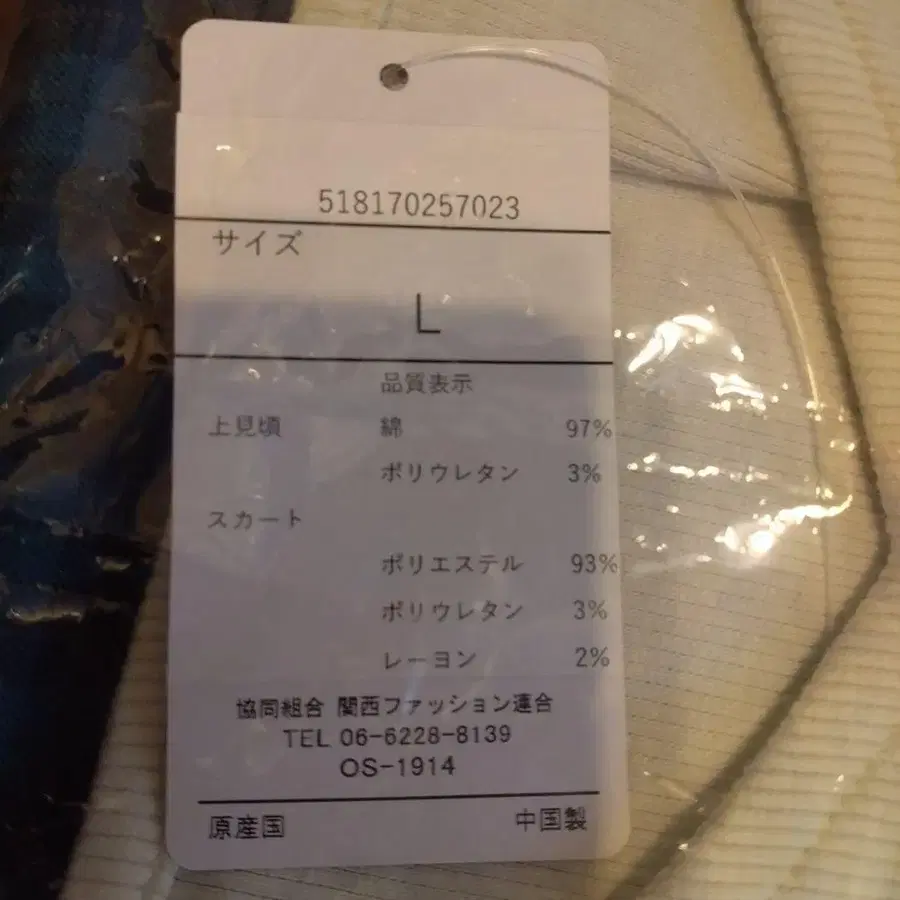 518170257023
サイズ
L
品質表示
上見頃 綿 97%
ポリウレタン 3%
スカート
ポリエステル 93%
ポリウレタン 3%
レーヨン 2%
協同組合 関西ファッション連合
TEL 06-6228-8139
OS-1914
原産国 中国製